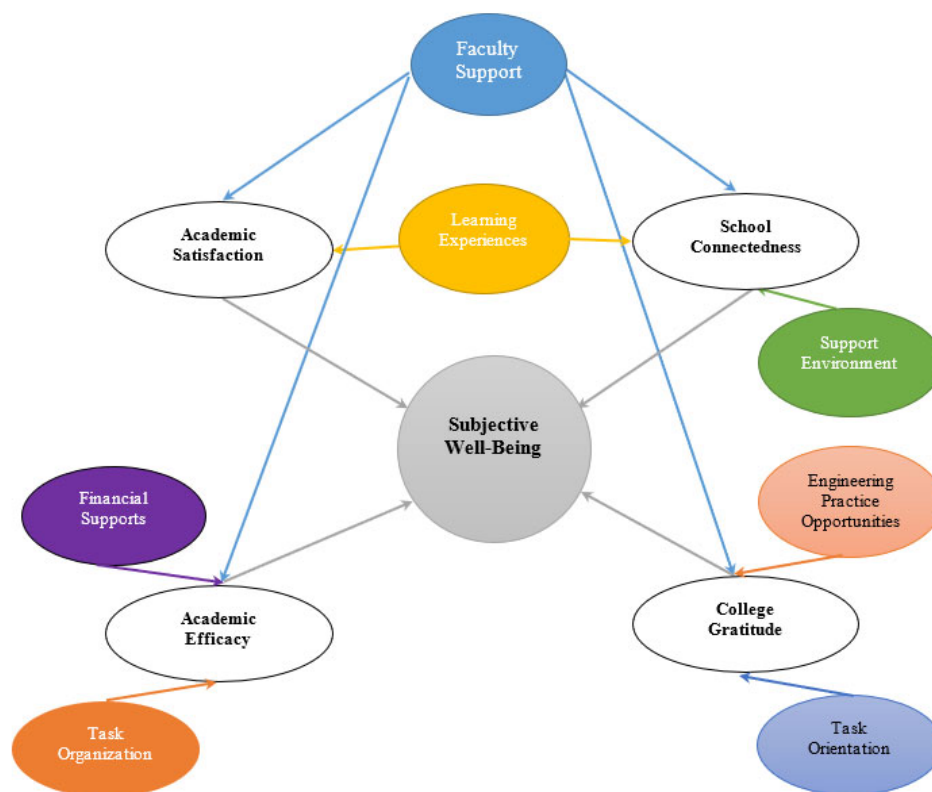 Faculty
Support
Academic
Satisfaction
Learning
Experiences
School
Connectedness
Support
Environment
Subjective
Well-Being
Financial
Supports
Engineering
Practice
Opportunities
Academic
Efficacy
College
Gratitude
Task
Organization
Task
Orientation